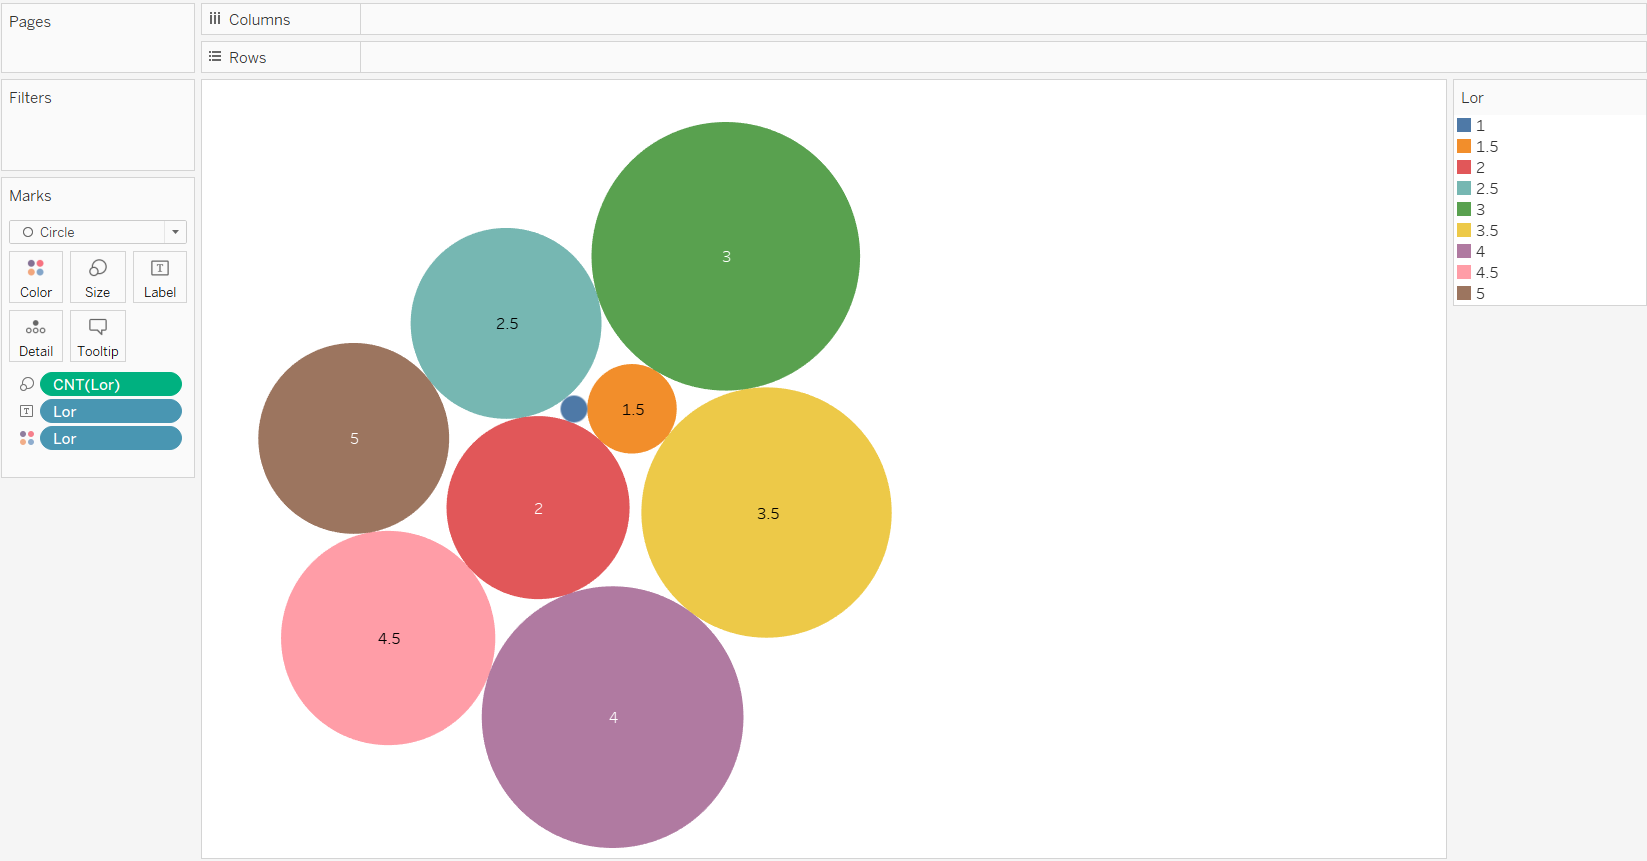 Pages
Columns
Rows
Filters
Marks
Circle
Color
Size
Label
Detail
Tooltip
CNT(Lor)
Lor
Lor
3
2.5
1.5
5
2
3.5
4.5
4
Lor
1
1.5
2
2.5
3
3.5
4
4.5
5